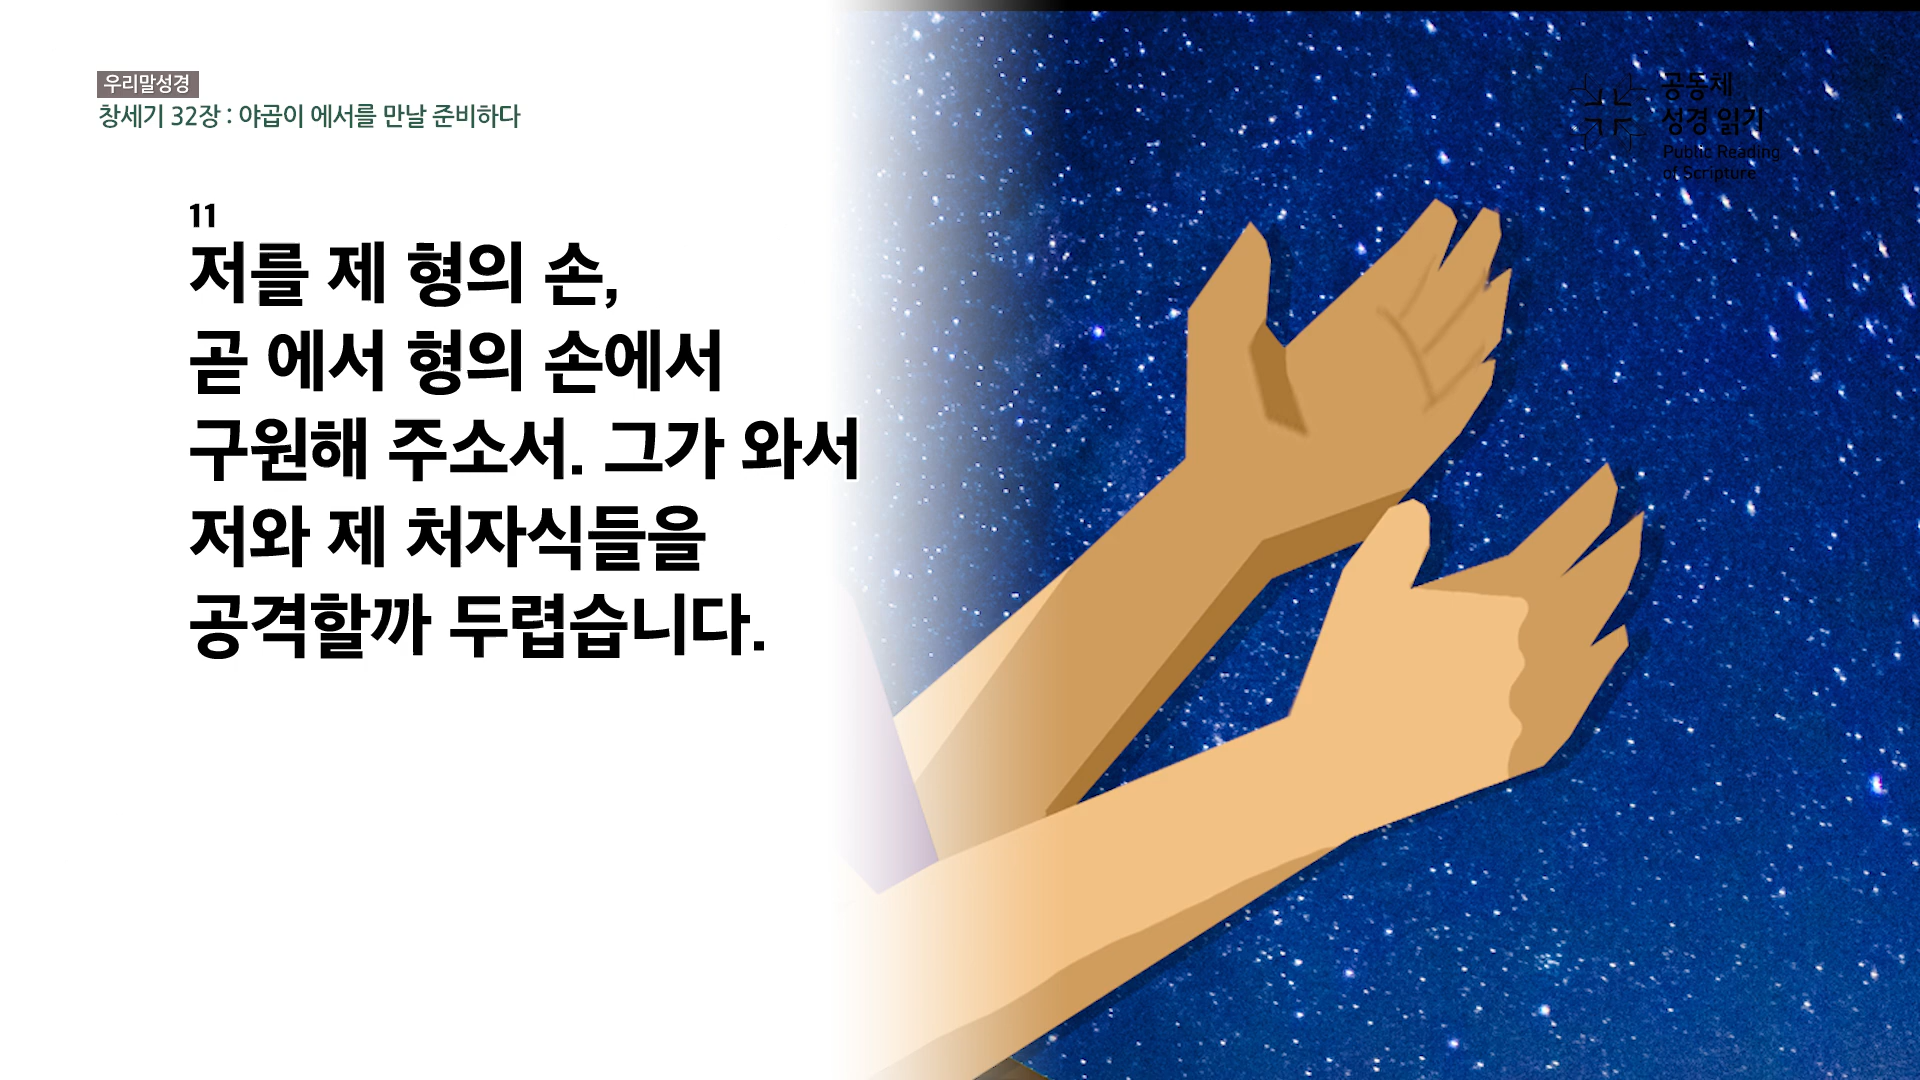 우리말성경
창세기 32장 : 야곱이 에서를 만날 준비하다
공동체
성경 읽기
Public Reading
of Scripture
11
저를 제 형의 손,
곧 에서 형의 손에서
구원해 주소서. 그가 와서
저와 제 처자식들을
공격할까 두렵습니다.